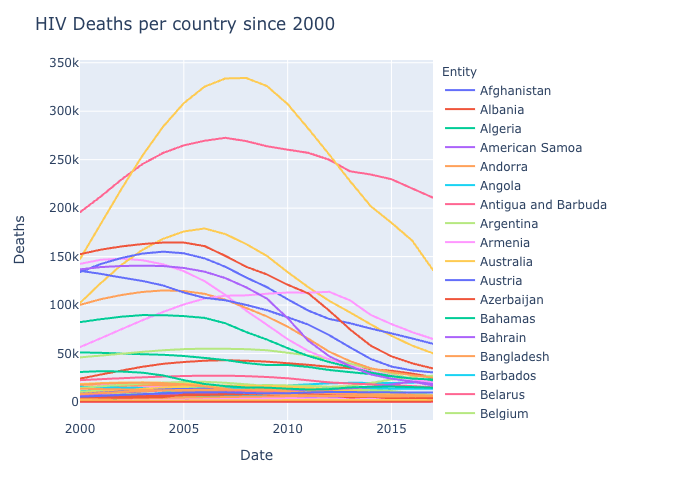 HIV Deaths per country since 2000
350k
300k
250k
200k
150k
100k
50k
0
2000
2005
2010
2015
Date
Deaths
Entity
Afghanistan
Albania
Algeria
American Samoa
Andorra
Angola
Antigua and Barbuda
Argentina
Armenia
Australia
Austria
Azerbaijan
Bahamas
Bahrain
Bangladesh
Barbados
Belarus
Belgium